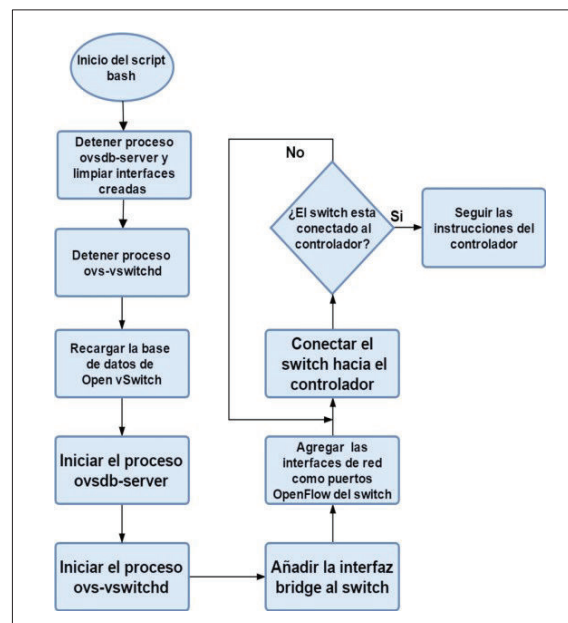 Inicio del script
bash
Detener proceso
ovsdb-server y
limpiar interfaces
creadas
Detener proceso
ovs-vswitchd
Recargar la base
de datos de
Open vSwitch
Iniciar el proceso
ovsdb-server
Iniciar el proceso
ovs-vswitchd
Añadir la interfaz
bridge al switch
Agregar las
interfaces de red
como puertos
OpenFlow del switch
Conectar el
switch hacia el
controlador
¿El switch esta
conectado al
controlador?
No
Si
Seguir las
instrucciones del
controlador